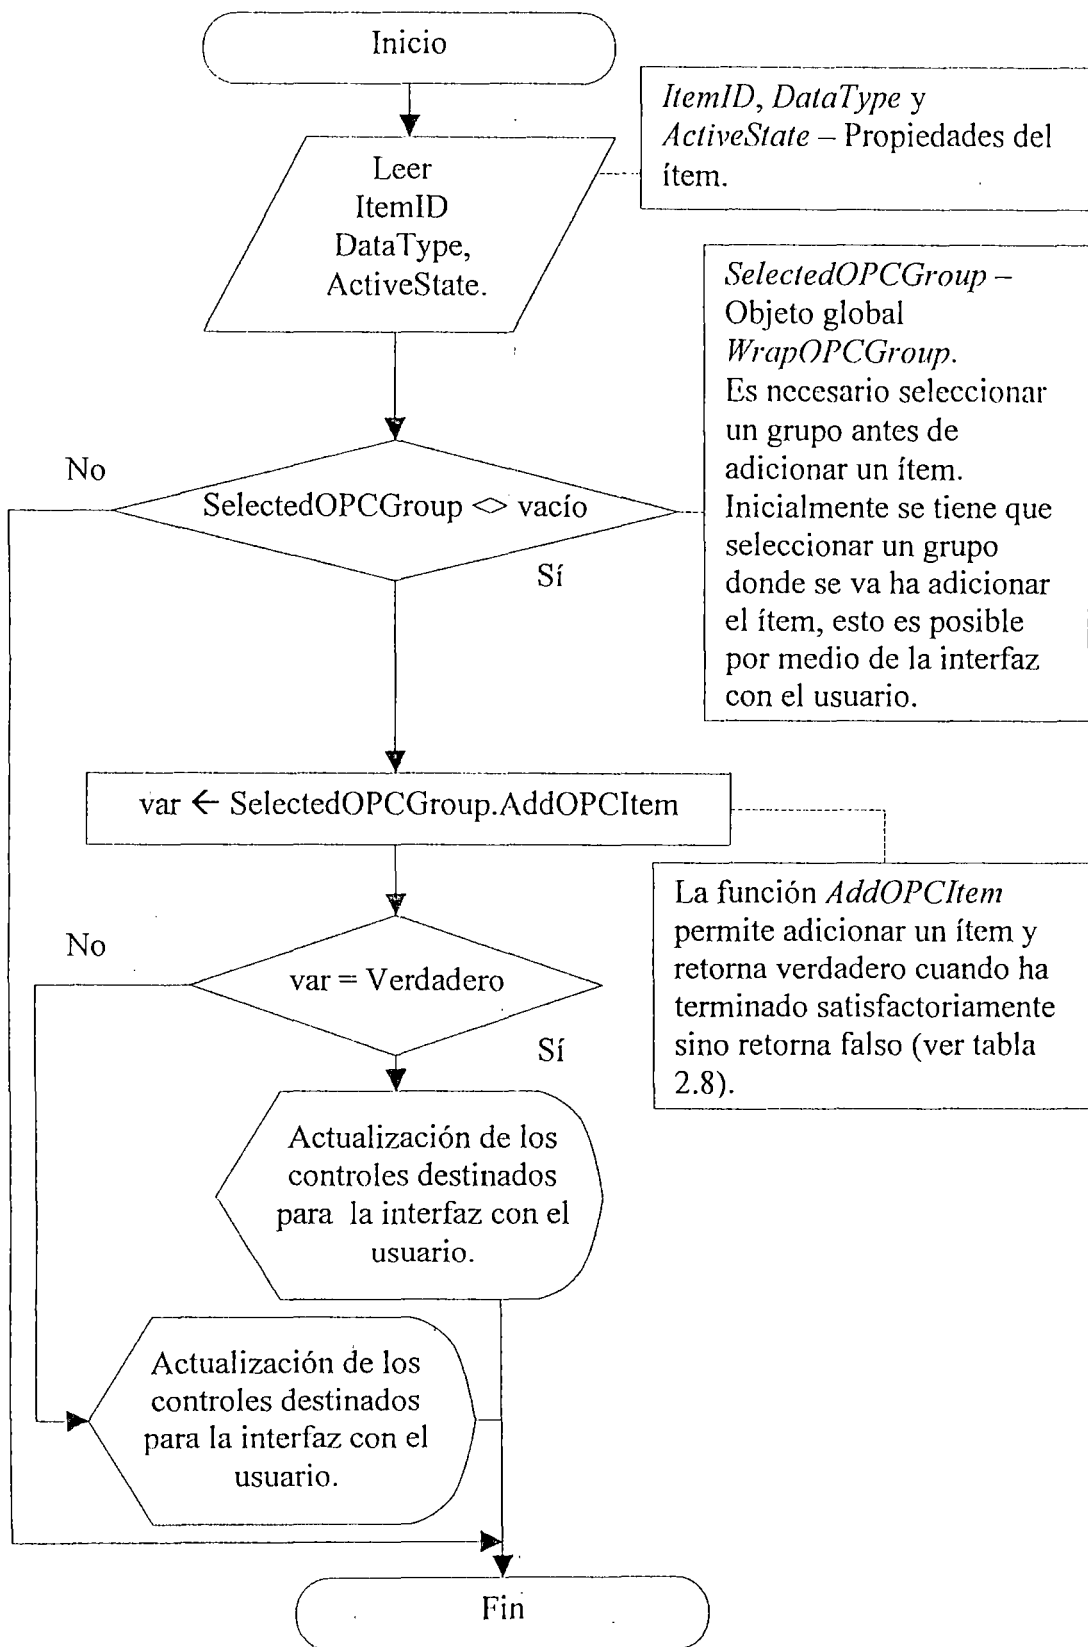 Inicio
ItemID, DataType y
ActiveState – Propiedades del
ítem.
Leer
ItemID
DataType,
ActiveState.
SelectedOPCGroup –
Objeto global
WrapOPCGroup.
Es necesario seleccionar
un grupo antes de
adicionar un ítem.
Inicialmente se tiene que
seleccionar un grupo
donde se va ha adicionar
el ítem, esto es posible
por medio de la interfaz
con el usuario.
No
SelectedOPCGroup <> vacío
Sí
var ← SelectedOPCGroup.AddOPCItem
La función AddOPCItem
permite adicionar un ítem y
retorna verdadero cuando ha
terminado satisfactoriamente
sino retorna falso (ver tabla
2.8).
No
var = Verdadero
Sí
Actualización de los
controles destinados
para la interfaz con el
usuario.
Actualización de los
controles destinados
para la interfaz con el
usuario.
Fin